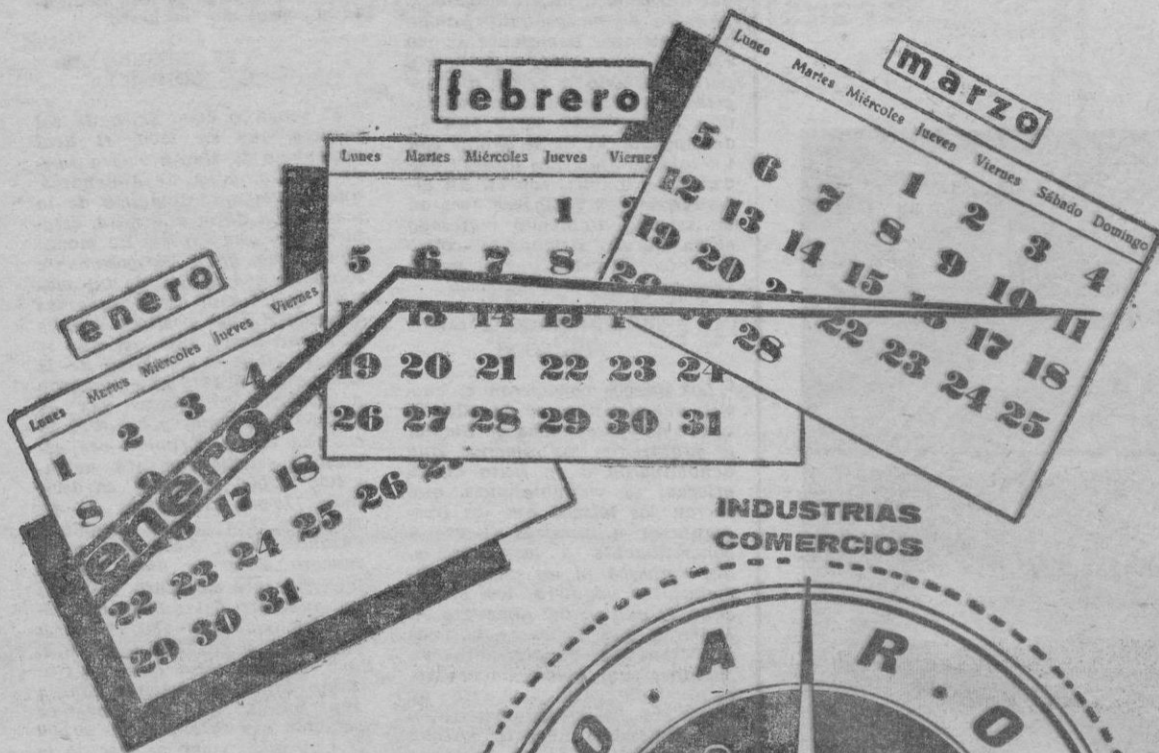 enero
Lunes Martes Miércoles Jueves Viernes
1 2 3 4
8
17 18
22 23 24 25 26
29 30 31
enero
febrero
Lunes Martes Miércoles Jueves Viernes
1
5 6 7 8
13 14 15
19 20 21 22 23 24
26 27 28 29 30 31
marzo
Lunes Martes Miércoles Jueves Viernes Sábado Domingo
1 2 3 4
5 6 7 8 9 10 11
12 13 14 15 17 18
19 20 22 23 24 25
28
INDUSTRIAS
COMERCIOS
O. A. R. O